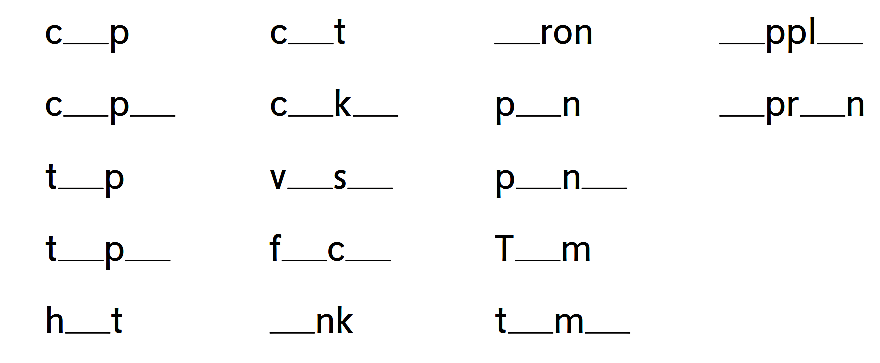 c__p c__t __ron __ppl__
c__p__ c__k__ p__n __pr__n
t__p v__s__ p__n__
t__p__ f__c__ T__m
h__t __nk t__m__